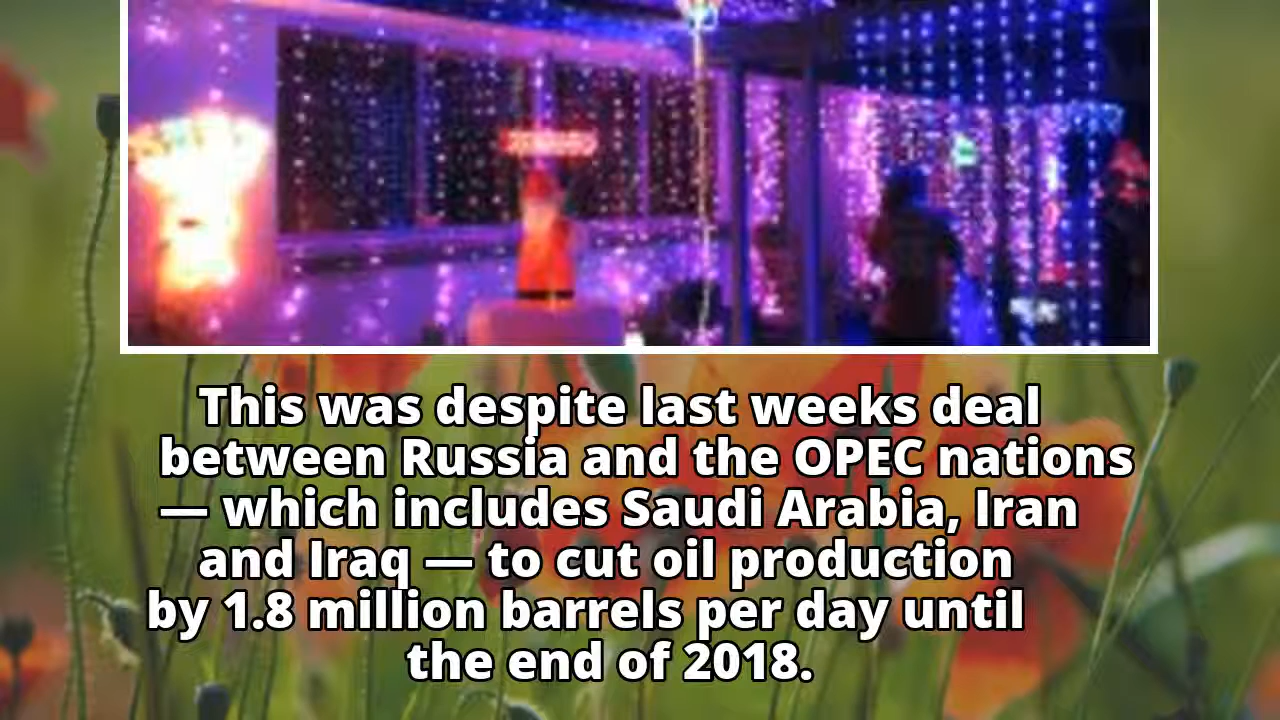 This was despite last weeks deal
between Russia and the OPEC nations
— which includes Saudi Arabia, Iran
and Iraq — to cut oil production
by 1.8 million barrels per day until
the end of 2018.